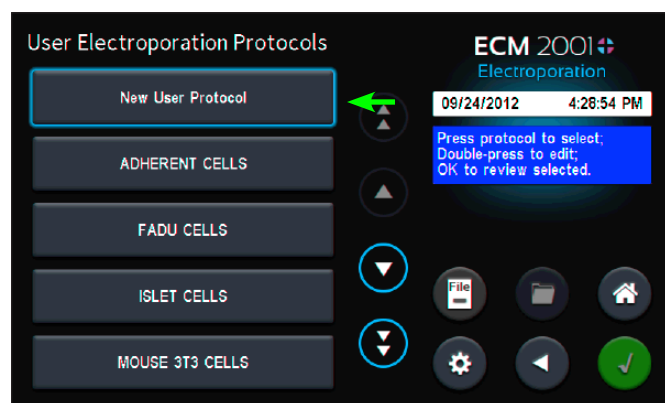 User Electroporation Protocols
New User Protocol
ADHERENT CELLS
FADU CELLS
ISLET CELLS
MOUSE 3T3 CELLS
ECM 2001
Electroporation
09/24/2012 4:28:54 PM
Press protocol to select;
Double-press to edit;
OK to review selected.
File